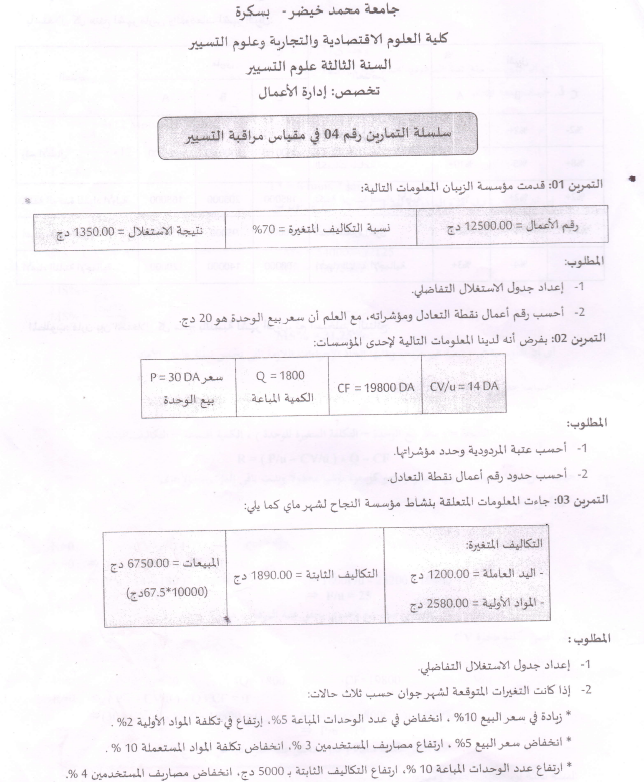 جامعة محمد خيضر- بسكرة
كلية العلوم الاقتصادية والتجارية وعلوم التسيير
السنة الثالثة علوم التسيير
تخصص: إدارة الأعمال
سلسلة التمارين رقم 04 في مقياس مراقبة التسيير
التمرين 01: قدمت مؤسسة الزيبان المعلومات التالية:
رقم الأعمال = 12500.00 دج نسبة التكاليف المتغيرة = 70% نتيجة الاستغلال = 1350.00 دج
المطلوب:
1- إعداد جدول الاستغلال التفاضلي.
2- أحسب رقم أعمال نقطة التعادل ومؤشراته، مع العلم أن سعر بيع الوحدة هو 20 دج
التمرين 02: بفرض أنه لدينا المعلومات التالية لإحدى المؤسسات:
CV/u = 14 DA CF = 19800 DA Q = 1800 سعر P = 30 DA
الكمية المباعة بيع الوحدة
المطلوب:
1- أحسب عتبة المردودية وحدد مؤشراتها.
2- أحسب حدود رقم أعمال نقطة التعادل.
التمرين 03: جاءت المعلومات المتعلقة بنشاط مؤسسة النجاح لشهر ماي كما يلي:
التكاليف المتغيرة:
- اليد العاملة = 1200.00 دج التكاليف الثابتة = 1890.00 دج المبيعات = 6750.00 دج
- المواد الأولية = 2580.00 دج (10000*67.5دج)
المطلوب:
1- إعداد جدول الاستغلال التفاضلي.
2- إذا كانت التغيرات المتوقعة لشهر جوان حسب ثلاث حالات:
* زيادة في سعر البيع 10%، انخفاض في عدد الوحدات المباعة 5%، إرتفاع في تكلفة المواد الأولية 2%.
* انخفاض سعر البيع 5%، ارتفاع مصاريف المستخدمين 3%، انخفاض تكلفة المواد المستعملة 10%.
* ارتفاع عدد الوحدات المباعة 10%، ارتفاع التكاليف الثابتة بـ 5000 دج، انخفاض مصاريف المستخدمين 4%.